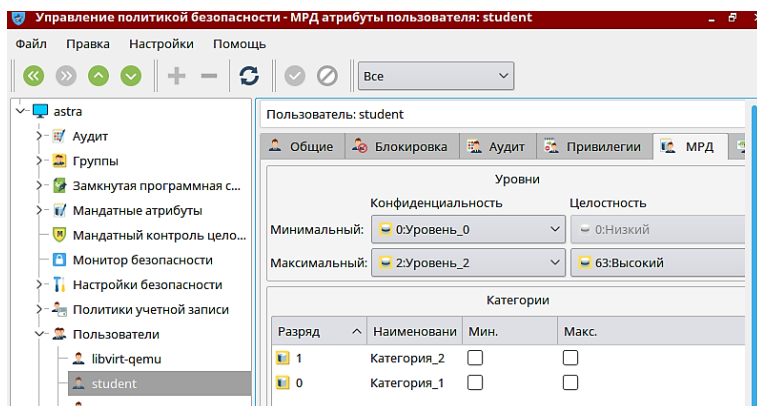 Управление политикой безопасности - МРД атрибуты пользователя: student
Файл Правка Настройки Помощь
Все
astra
Аудит
Группы
Замкнутая программная с...
Мандатные атрибуты
Мандатный контроль цело...
Монитор безопасности
Настройки безопасности
Политики учетной записи
Пользователи
libvirt-qemu
student
Пользователь: student
Общие Блокировка Аудит Привилегии МРД
Уровни
Конфиденциальность Целостность
Минимальный: 0:Уровень_0 0:Низкий
Максимальный: 2:Уровень_2 63:Высокий
Категории
Разряд Наименовани Мин. Макс.
1 Категория_2
0 Категория_1